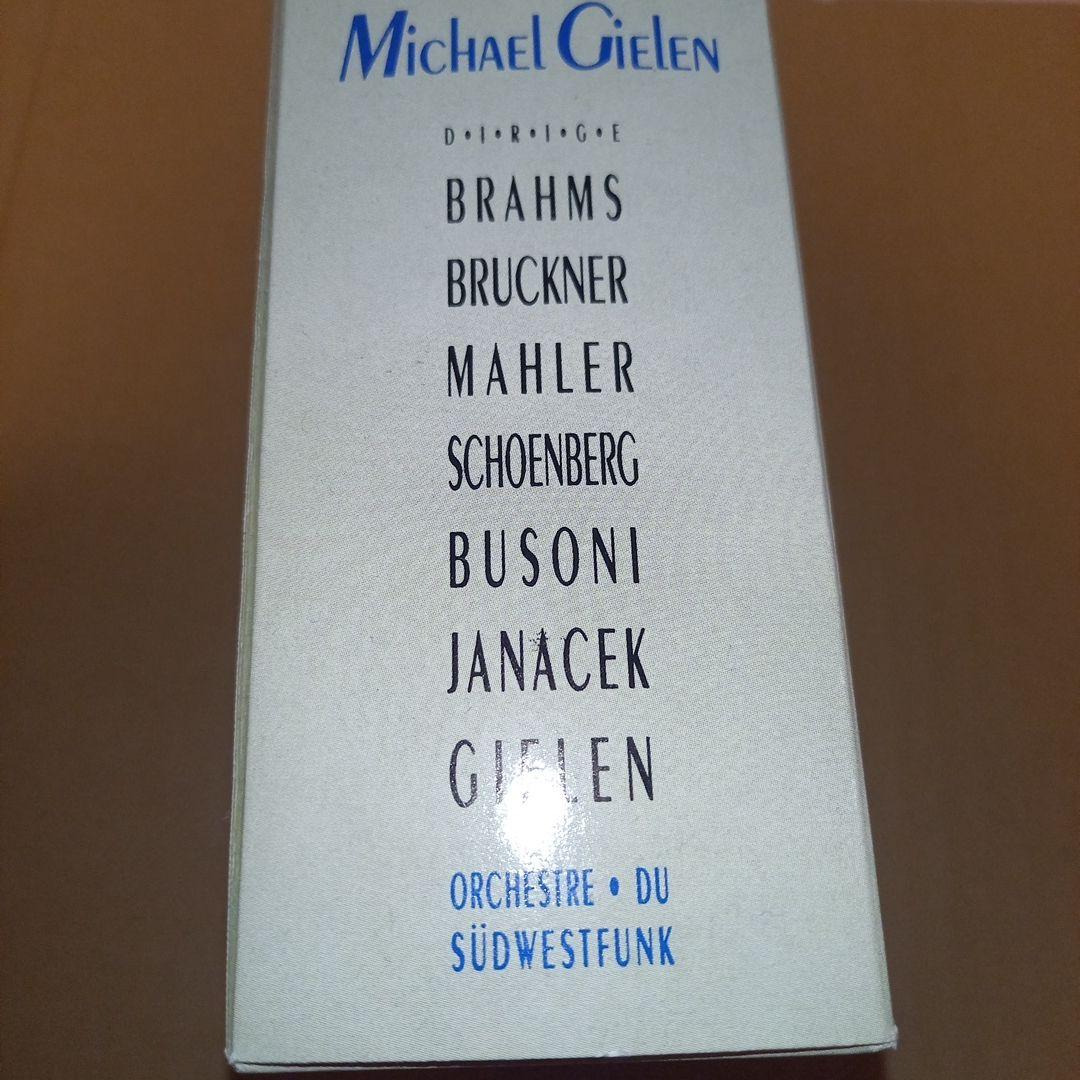 Michael Gielen
D•I•R•I•G•E
BRAHMS
BRUCKNER
MAHLER
SCHOENBERG
BUSONI
JANACEK
GIELEN
ORCHESTRE • DU
SÜDWESTFUNK